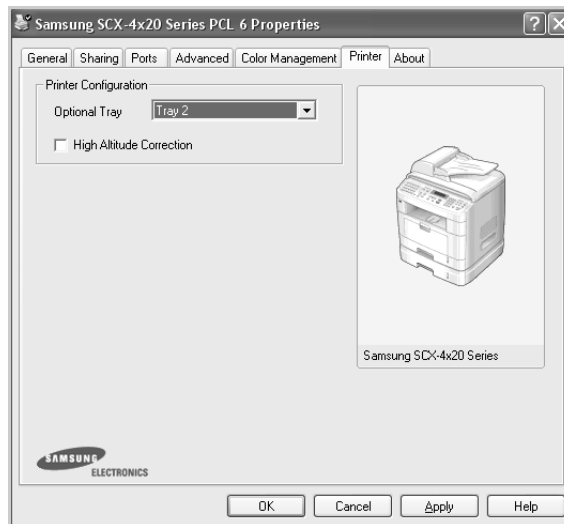 Samsung SCX-4x20 Series PCL 6 Properties
General Sharing Ports Advanced Color Management Printer About
Printer Configuration
Optional Tray Tray 2
High Altitude Correction
Samsung SCX-4x20 Series
SAMSUNG
ELECTRONICS
OK Cancel Apply Help